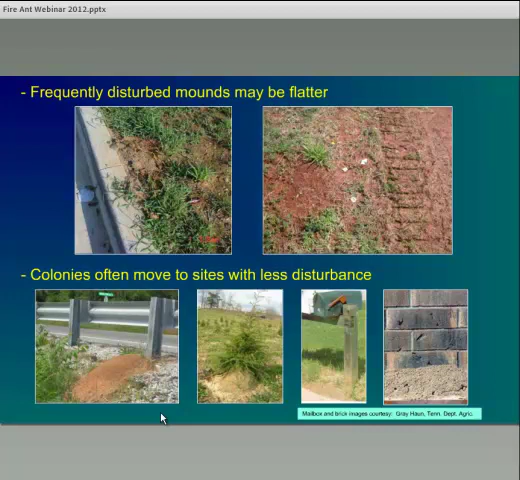 Fire Ant Webinar 2012.pptx
- Frequently disturbed mounds may be flatter
- Colonies often move to sites with less disturbance
Mailbox and brick images courtesy: Gray Haun, Tenn. Dept. Agric.